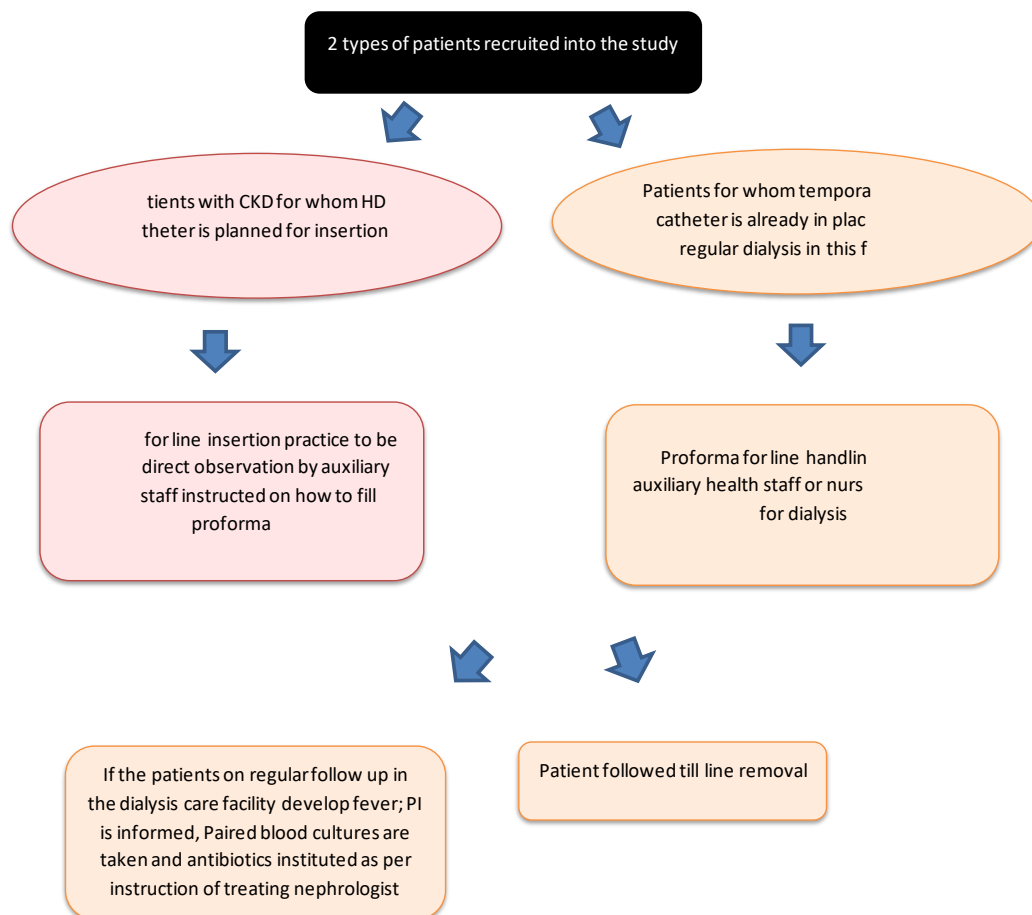 2 types of patients recruited into the study
tients with CKD for whom HD
theter is planned for insertion
Patients for whom tempora
catheter is already in plac
regular dialysis in this f
for line insertion practice to be
direct observation by auxiliary
staff instructed on how to fill
proforma
Proforma for line handlin
auxiliary health staff or nurs
for dialysis
If the patients on regular follow up in
the dialysis care facility develop fever; PI
is informed, Paired blood cultures are
taken and antibiotics instituted as per
instruction of treating nephrologist
Patient followed till line removal